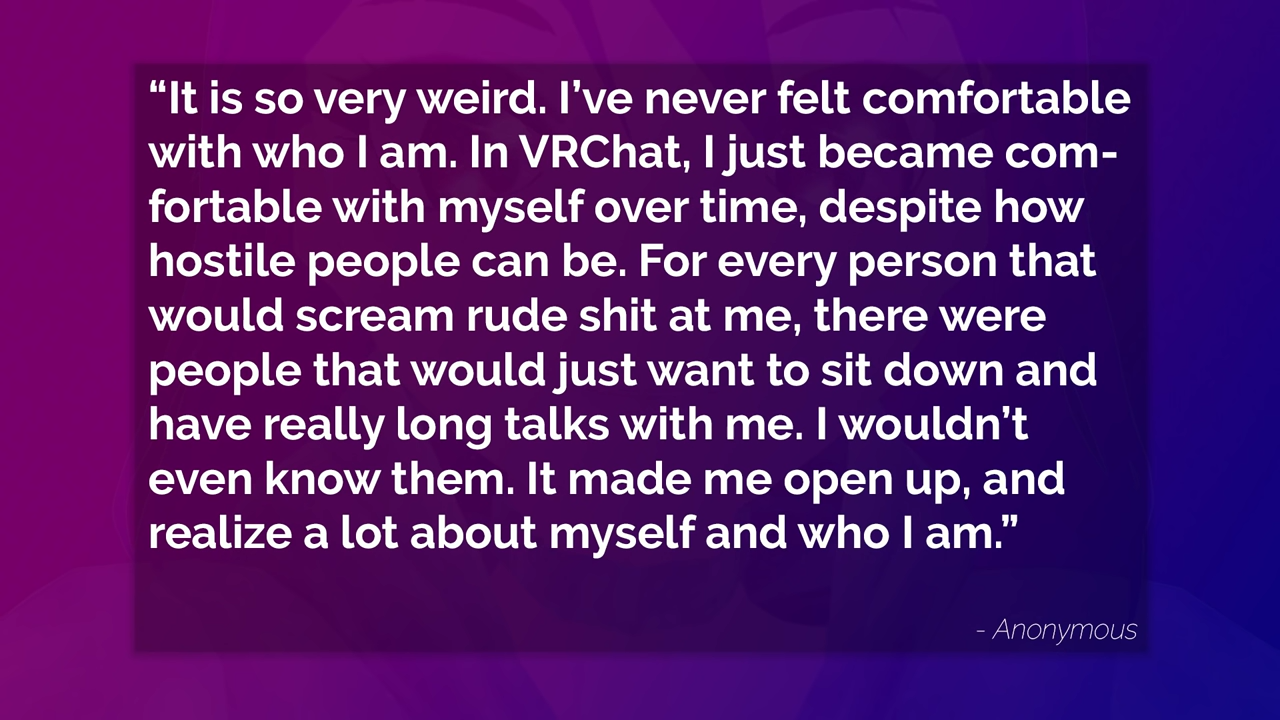 “It is so very weird. I’ve never felt comfortable
with who I am. In VRChat, I just became com-
fortable with myself over time, despite how
hostile people can be. For every person that
would scream rude shit at me, there were
people that would just want to sit down and
have really long talks with me. I wouldn’t
even know them. It made me open up, and
realize a lot about myself and who I am.”
- Anonymous